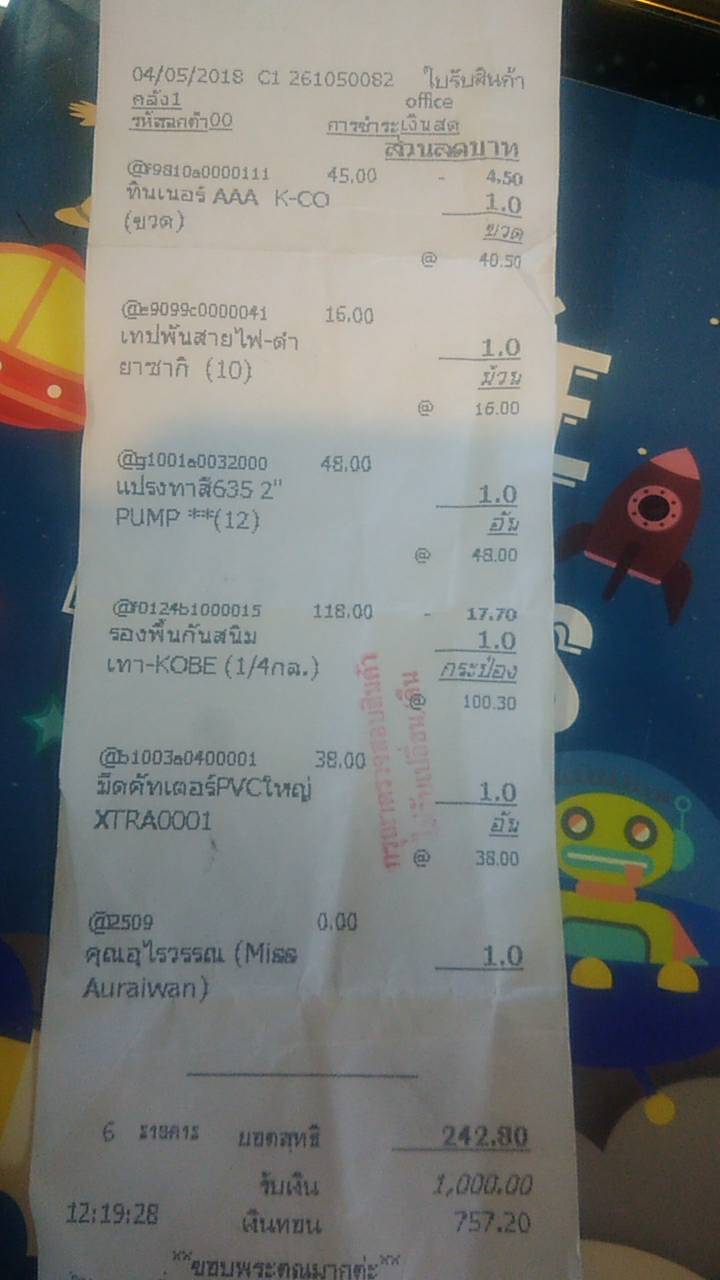 04/05/2018 C1 261050082 ใบรับสินค้า
คลัง1 office
รหัสลูกค้า00 การชำระเงินสด
ส่วนลดบาท
@f9810a0000111 45.00 - 4.50
ทินเนอร์ AAA K-CO 1.0
(ขวด) ขวด
@ 40.50
@e9099c0000041 16.00
เทปพันสายไฟ-ดำ 1.0
ยาซากิ (10) ม้วน
@ 16.00
@g1001a0032000 48.00
แปรงทาสี635 2" 1.0
PUMP **(12) อัน
@ 48.00
@f0124b1000015 118.00 - 17.70
รองพื้นกันสนิม 1.0
เทา-KOBE (1/4กล.) กระป๋อง
@ 100.30
@b1003a0400001 38.00
มีดคัทเตอร์PVCใหญ่ 1.0
XTRA0001 อัน
@ 38.00
@2509 0.00
คุณอุไรวรรณ (Miss 1.0
Auraiwan)
6 รายการ ยอดสุทธิ 242.80
รับเงิน 1,000.00
12:19:28 เงินทอน 757.20
**ขอบพระคุณมากค่ะ**